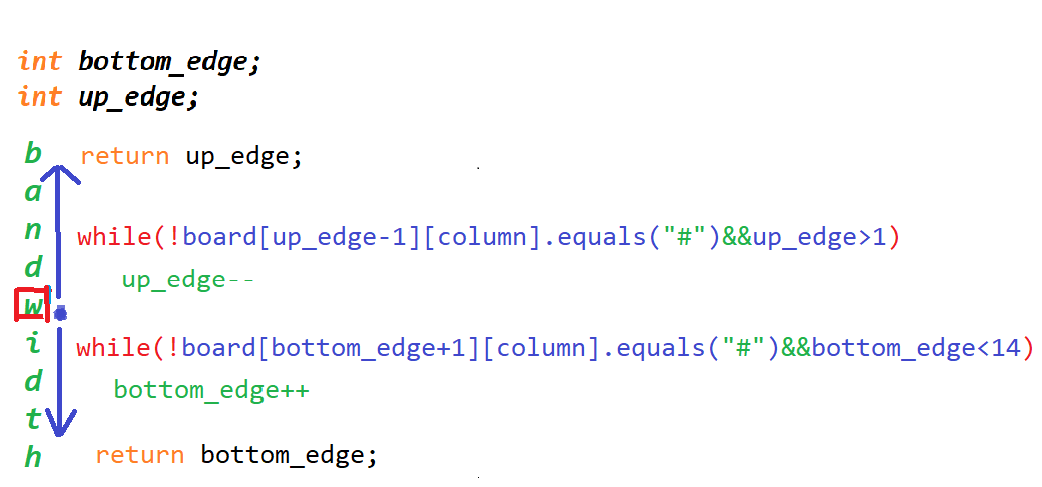 int bottom_edge;
int up_edge;
b return up_edge;
a
n while(!board[up_edge-1][column].equals("#")&&up_edge>1)
d up_edge--
w
i while(!board[bottom_edge+1][column].equals("#")&&bottom_edge<14)
d bottom_edge++
t
h return bottom_edge;